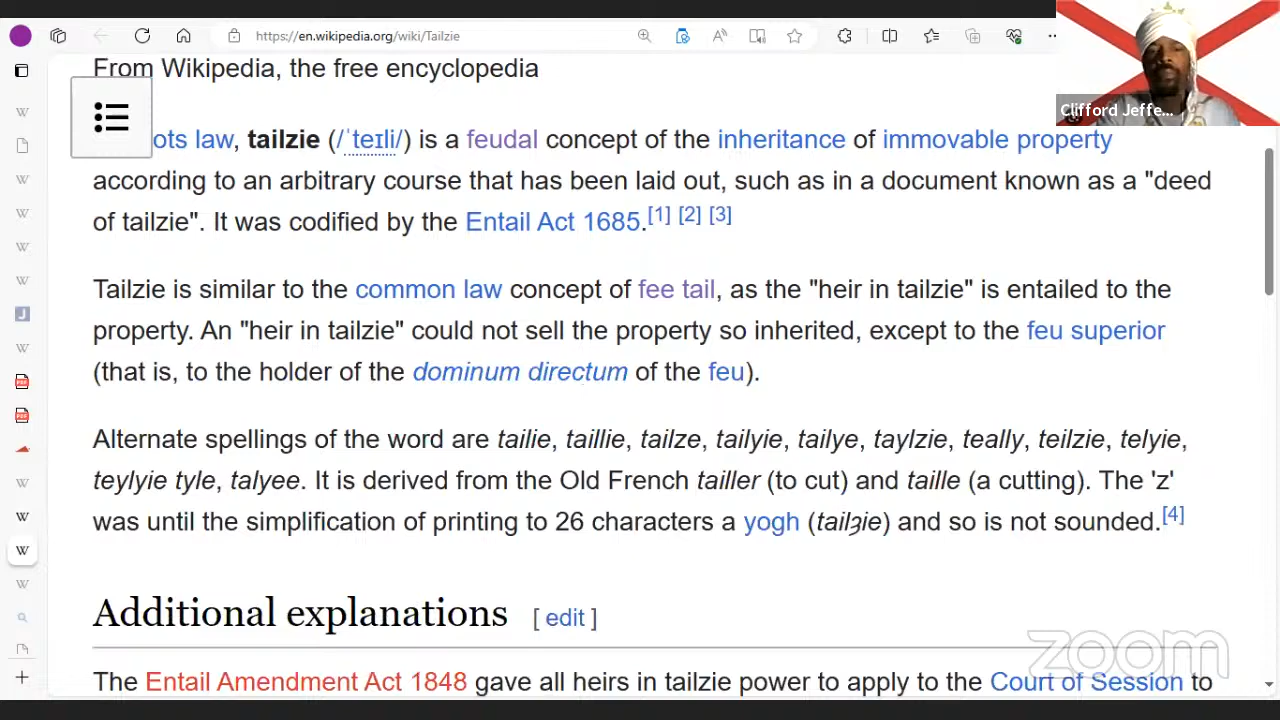 https://en.wikipedia.org/wiki/Tailzie
From Wikipedia, the free encyclopedia
Clifford Jeffe...
ots law, tailzie (/ˈteɪli/) is a feudal concept of the inheritance of immovable property
according to an arbitrary course that has been laid out, such as in a document known as a "deed
of tailzie". It was codified by the Entail Act 1685.[1] [2] [3]
Tailzie is similar to the common law concept of fee tail, as the "heir in tailzie" is entailed to the
property. An "heir in tailzie" could not sell the property so inherited, except to the feu superior
(that is, to the holder of the dominum directum of the feu).
Alternate spellings of the word are tailie, taillie, tailze, tailyie, tailye, taylzie, teally, teilzie, telyie,
teylyie tyle, talyee. It is derived from the Old French tailler (to cut) and taille (a cutting). The 'z'
was until the simplification of printing to 26 characters a yogh (tailȝie) and so is not sounded.[4]
Additional explanations [ edit ]
The Entail Amendment Act 1848 gave all heirs in tailzie power to apply to the Court of Session to
zoom